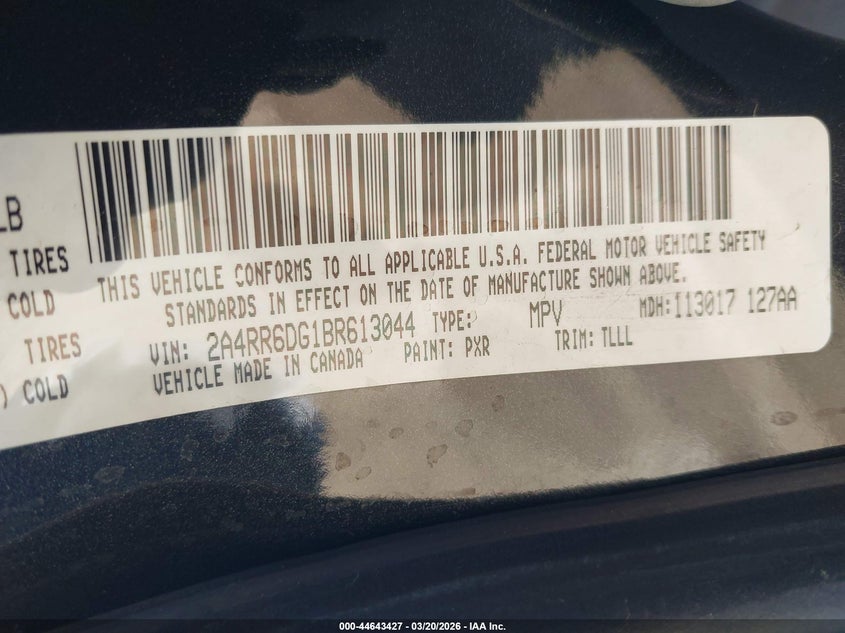 LB
TIRES
COLD
TIRES
) COLD
THIS VEHICLE CONFORMS TO ALL APPLICABLE U.S.A. FEDERAL MOTOR VEHICLE SAFETY
STANDARDS IN EFFECT ON THE DATE OF MANUFACTURE SHOWN ABOVE.
VIN: 2A4RR6DG1BR613044 TYPE: MPV MDH:113017 127AA
VEHICLE MADE IN CANADA PAINT: PXR TRIM: TLLL
000-44643427 - 03/20/2026 - IAA Inc.